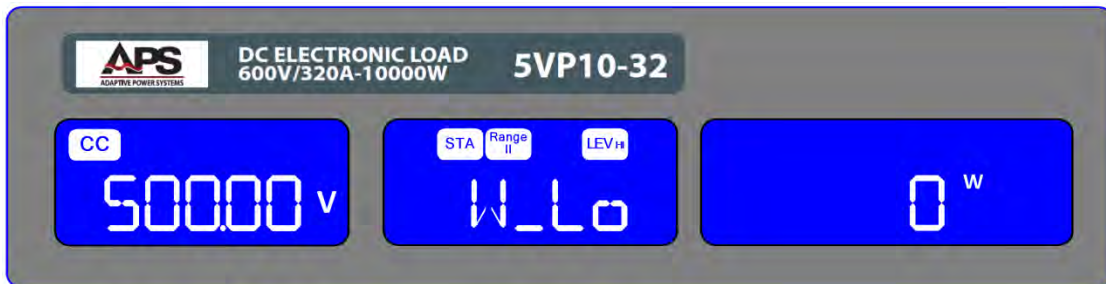 APS
ADAPTIVE POWER SYSTEMS
DC ELECTRONIC LOAD
600V/320A-10000W
5VP10-32
CC
500.00 V
STA Range II LEV HI
W_Lo
0 W